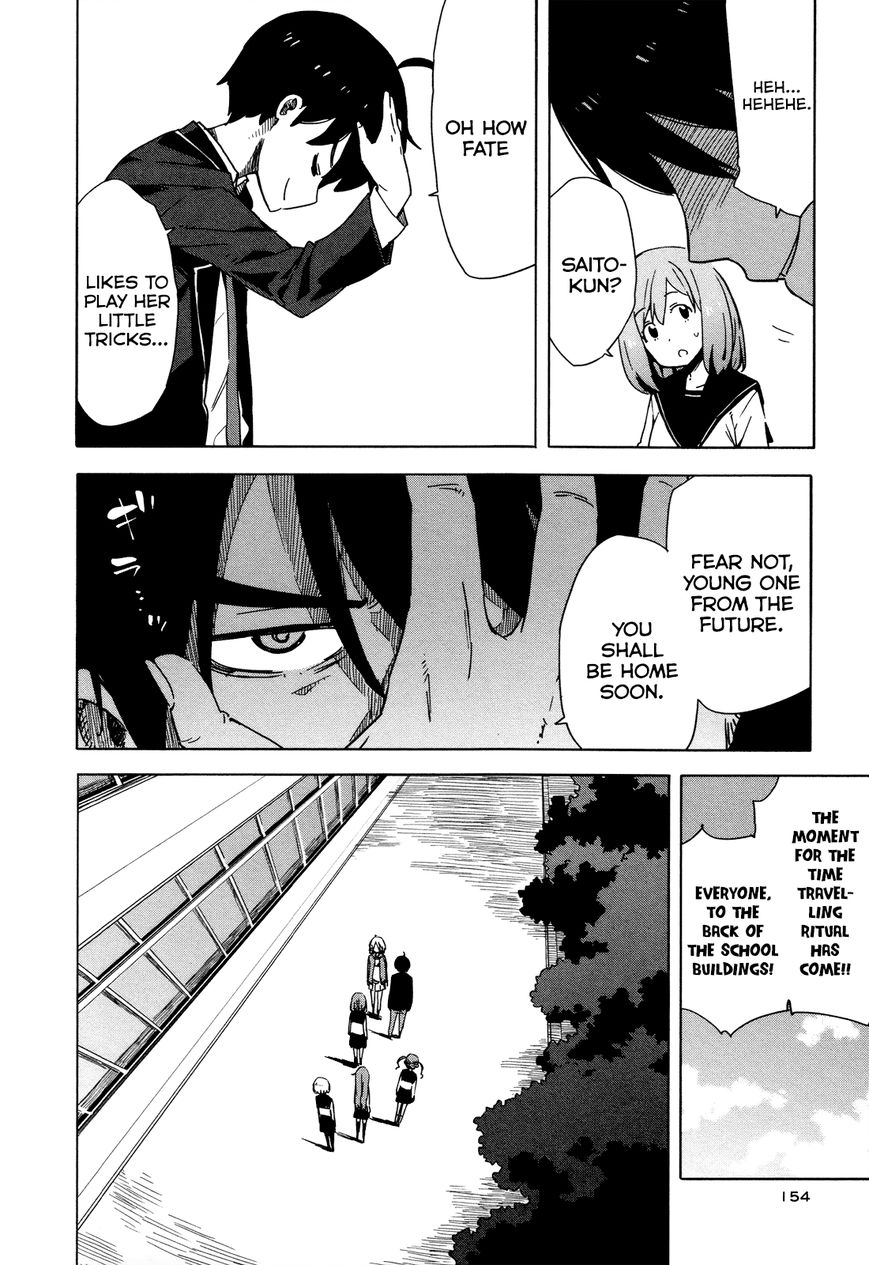 HEH...
HEHEHE.
SAITO-
KUN?
OH HOW
FATE
LIKES TO
PLAY HER
LITTLE
TRICKS...
FEAR NOT,
YOUNG ONE
FROM THE
FUTURE.
YOU
SHALL
BE HOME
SOON.
THE
MOMENT
FOR THE
TIME
TRAVEL-
LING
RITUAL
HAS
COME!!
EVERYONE,
TO THE
BACK OF
THE SCHOOL
BUILDINGS!
154